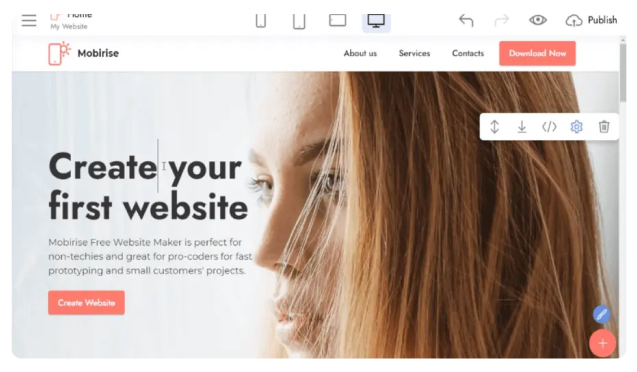 Home
My Website
Publish
Mobirise
About us
Services
Contacts
Download Now
Create your
first website
Mobirise Free Website Maker is perfect for
non-techies and great for pro-coders for fast
prototyping and small customers' projects.
Create Website